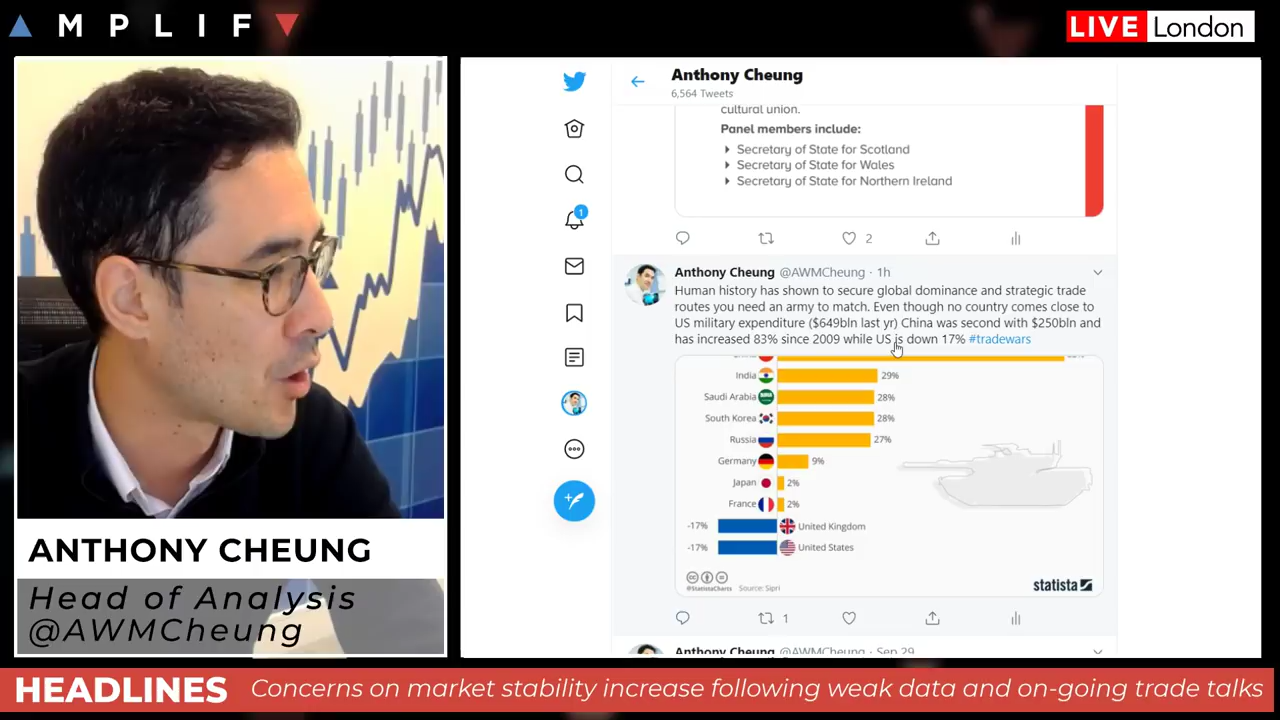 AMPLIFY
LIVE London
Anthony Cheung
6,564 Tweets
cultural union.
Panel members include:
Secretary of State for Scotland
Secretary of State for Wales
Secretary of State for Northern Ireland
2
1
Anthony Cheung @AWMCheung · 1h
Human history has shown to secure global dominance and strategic trade
routes you need an army to match. Even though no country comes close to
US military expenditure ($649bln last yr) China was second with $250bln and
has increased 83% since 2009 while US is down 17% #tradewars
India 29%
Saudi Arabia 28%
South Korea 28%
Russia 27%
Germany 9%
Japan 2%
France 2%
-17% United Kingdom
-17% United States
@StatistaCharts Source: Sipri
statista
1
Anthony Cheung @AWMCheung · Sep 29
ANTHONY CHEUNG
Head of Analysis
@AWMCheung
HEADLINES Concerns on market stability increase following weak data and on-going trade talks